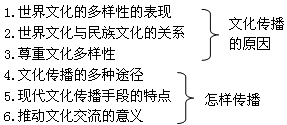 1.世界文化的多样性的表现
2.世界文化与民族文化的关系
3.尊重文化多样性
文化传播
的原因
4.文化传播的多种途径
5.现代文化传播手段的特点
6.推动文化交流的意义
怎样传播